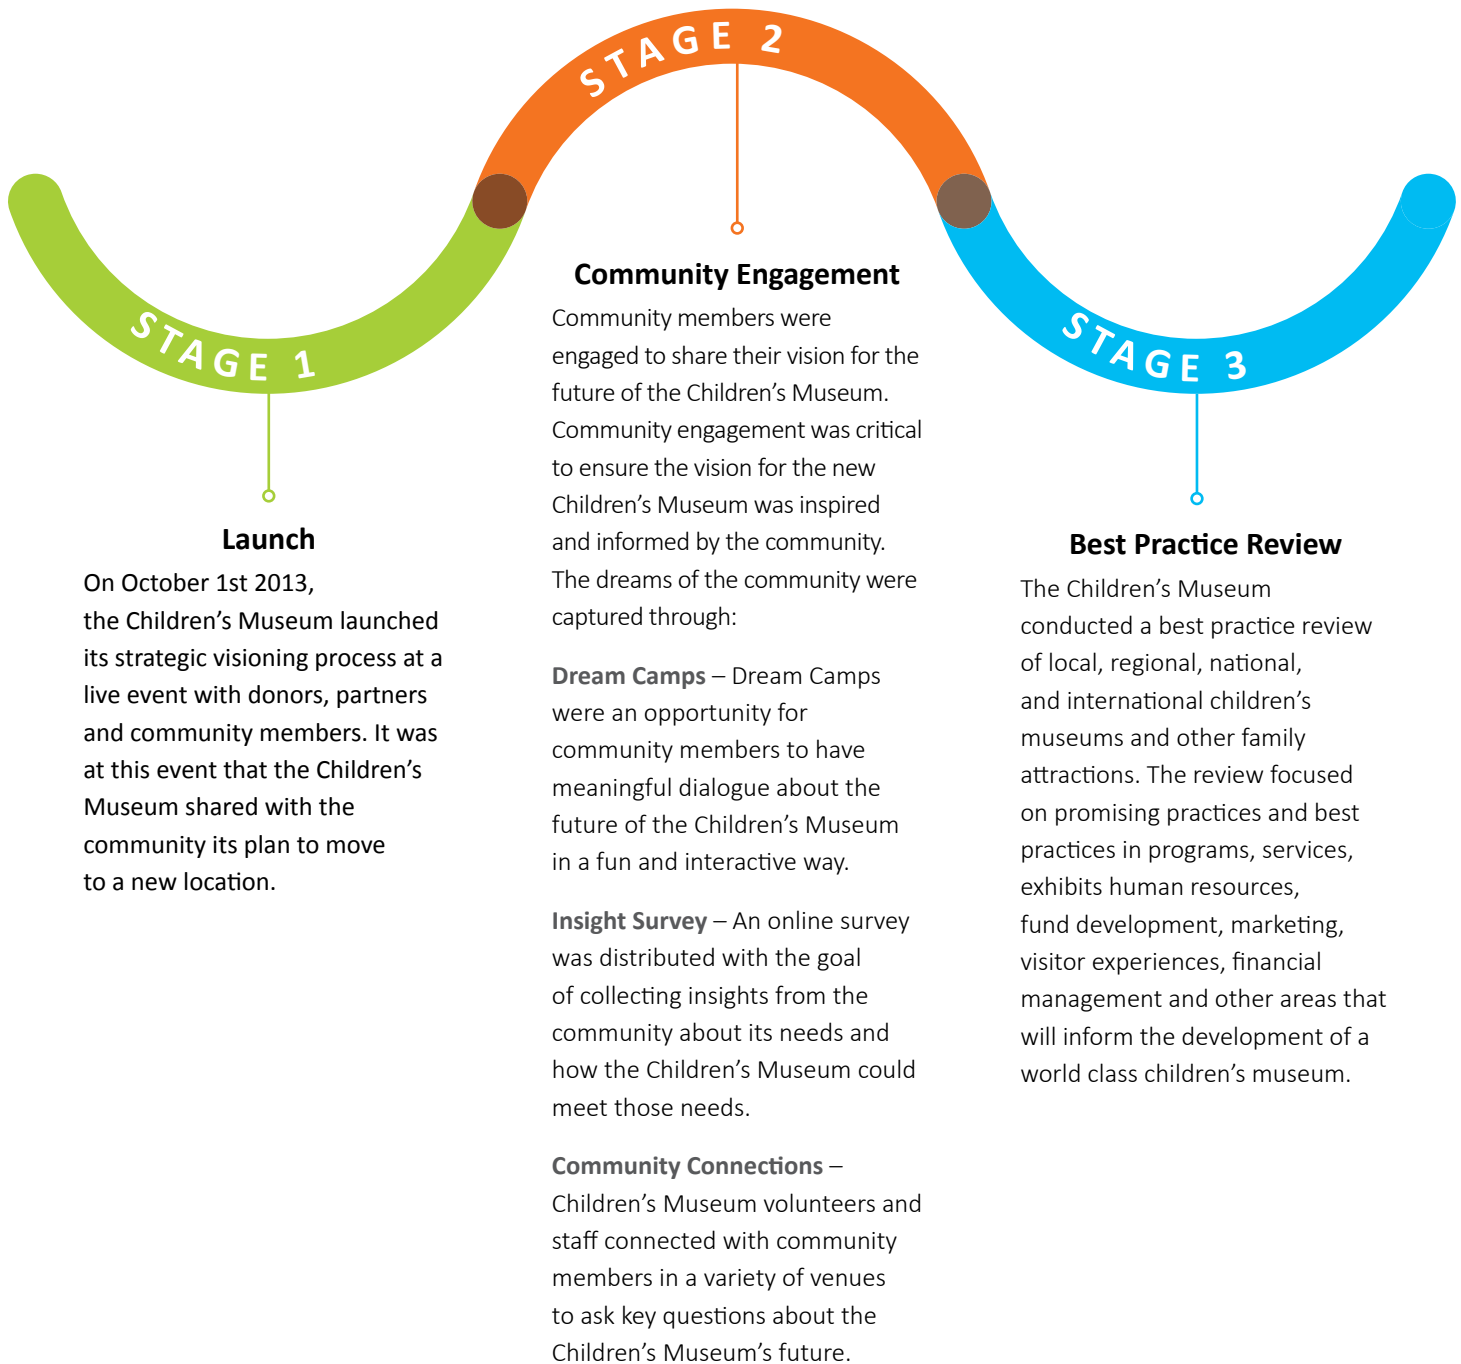 STAGE 1
Launch
On October 1st 2013,
the Children’s Museum launched
its strategic visioning process at a
live event with donors, partners
and community members. It was
at this event that the Children’s
Museum shared with the
community its plan to move
to a new location.
STAGE 2
Community Engagement
Community members were
engaged to share their vision for the
future of the Children’s Museum.
Community engagement was critical
to ensure the vision for the new
Children’s Museum was inspired
and informed by the community.
The dreams of the community were
captured through:
Dream Camps – Dream Camps
were an opportunity for
community members to have
meaningful dialogue about the
future of the Children’s Museum
in a fun and interactive way.
Insight Survey – An online survey
was distributed with the goal
of collecting insights from the
community about its needs and
how the Children’s Museum could
meet those needs.
Community Connections –
Children’s Museum volunteers and
staff connected with community
members in a variety of venues
to ask key questions about the
Children’s Museum’s future.
STAGE 3
Best Practice Review
The Children’s Museum
conducted a best practice review
of local, regional, national,
and international children’s
museums and other family
attractions. The review focused
on promising practices and best
practices in programs, services,
exhibits human resources,
fund development, marketing,
visitor experiences, financial
management and other areas that
will inform the development of a
world class children’s museum.